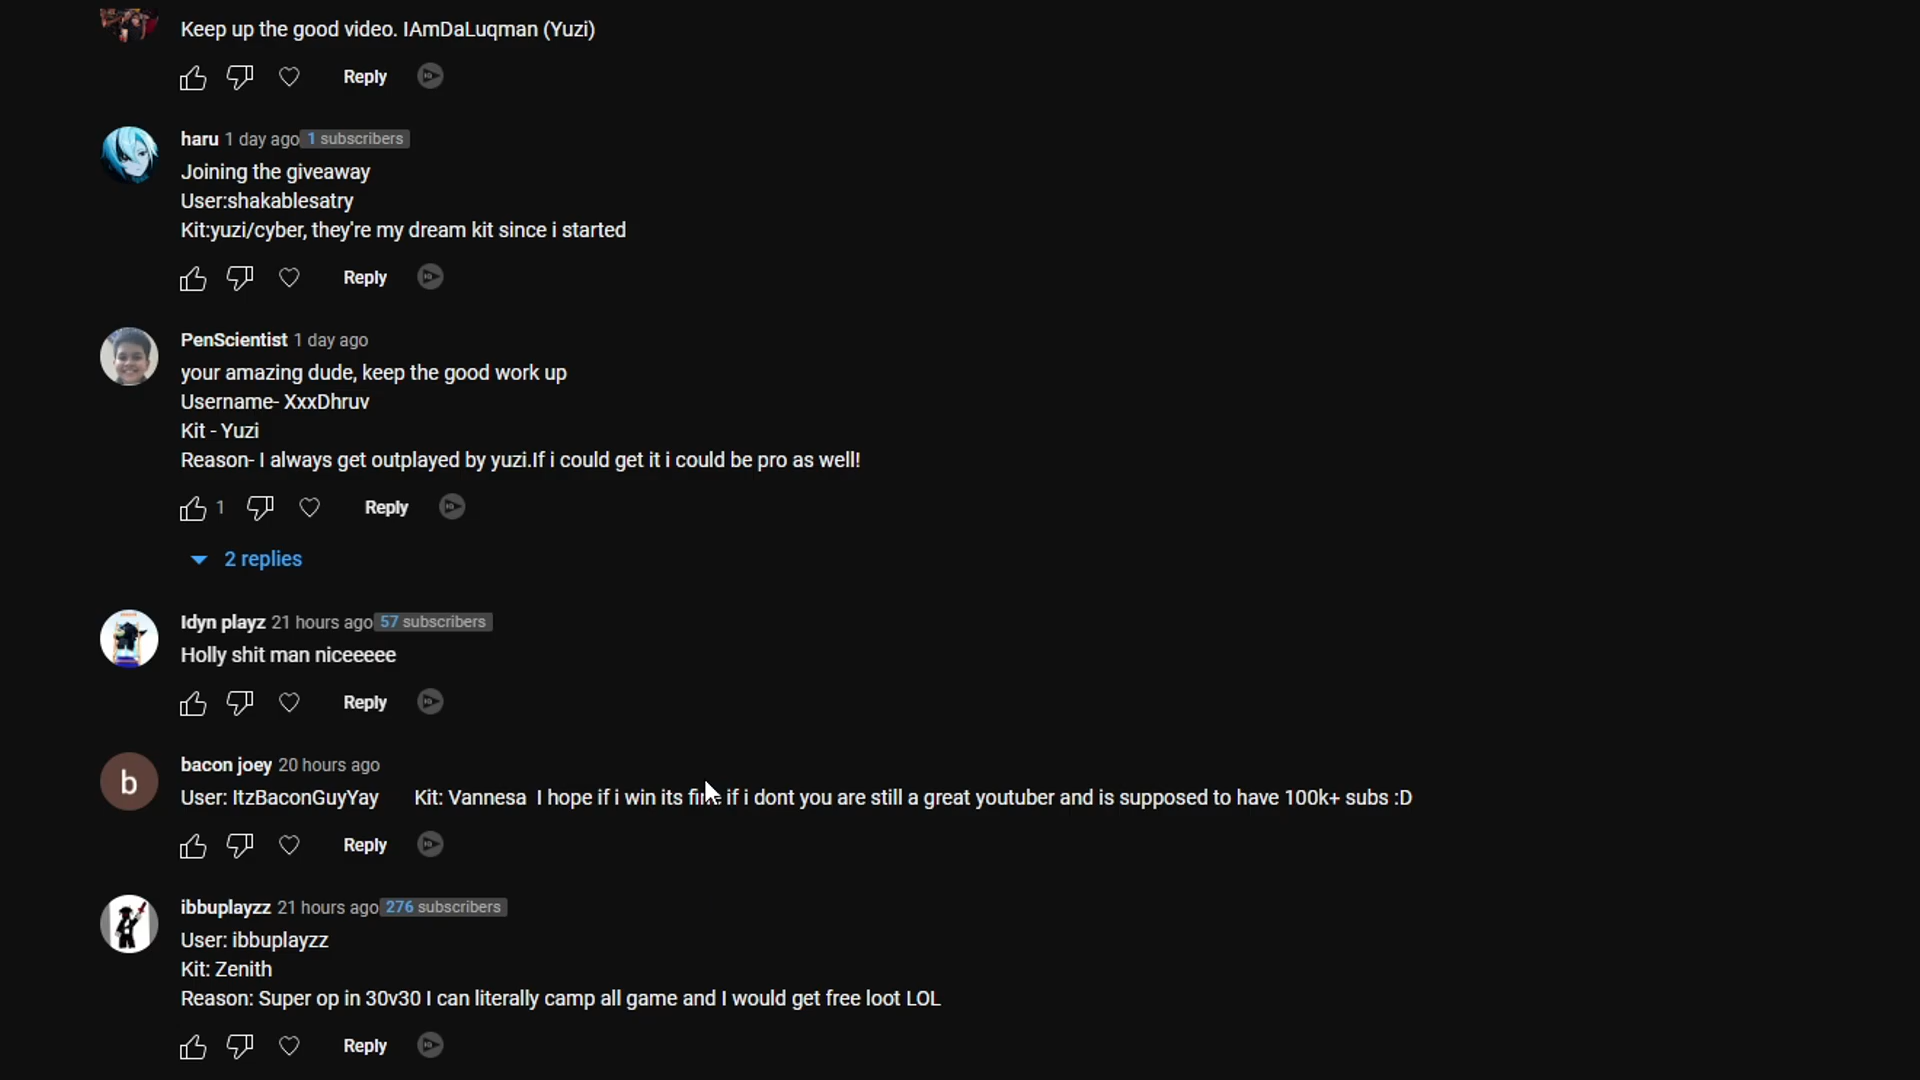 Keep up the good video. IAmDaLuqman (Yuzi)
Reply
haru 1 day ago 1 subscribers
Joining the giveaway
User:shakablesatry
Kit:yuzi/cyber, they're my dream kit since i started
Reply
PenScientist 1 day ago
your amazing dude, keep the good work up
Username- XxxDhruv
Kit - Yuzi
Reason- I always get outplayed by yuzi.If i could get it i could be pro as well!
1 Reply
2 replies
Idyn playz 21 hours ago 57 subscribers
Holly shit man niceeeee
Reply
b
bacon joey 20 hours ago
User: ItzBaconGuyYay Kit: Vannesa I hope if i win its fine if i dont you are still a great youtuber and is supposed to have 100k+ subs :D
Reply
ibbuplayzz 21 hours ago 276 subscribers
User: ibbuplayzz
Kit: Zenith
Reason: Super op in 30v30 I can literally camp all game and I would get free loot LOL
Reply